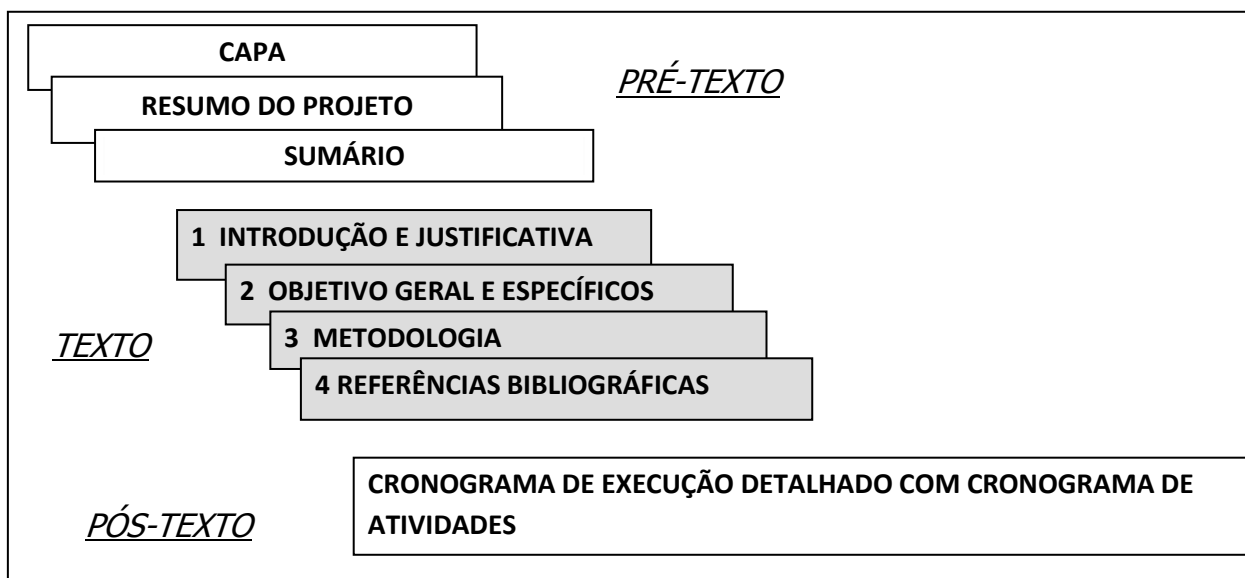 CAPA
PRÉ-TEXTO
RESUMO DO PROJETO
SUMÁRIO
1 INTRODUÇÃO E JUSTIFICATIVA
2 OBJETIVO GERAL E ESPECÍFICOS
TEXTO
3 METODOLOGIA
4 REFERÊNCIAS BIBLIOGRÁFICAS
CRONOGRAMA DE EXECUÇÃO DETALHADO COM CRONOGRAMA DE
ATIVIDADES
PÓS-TEXTO